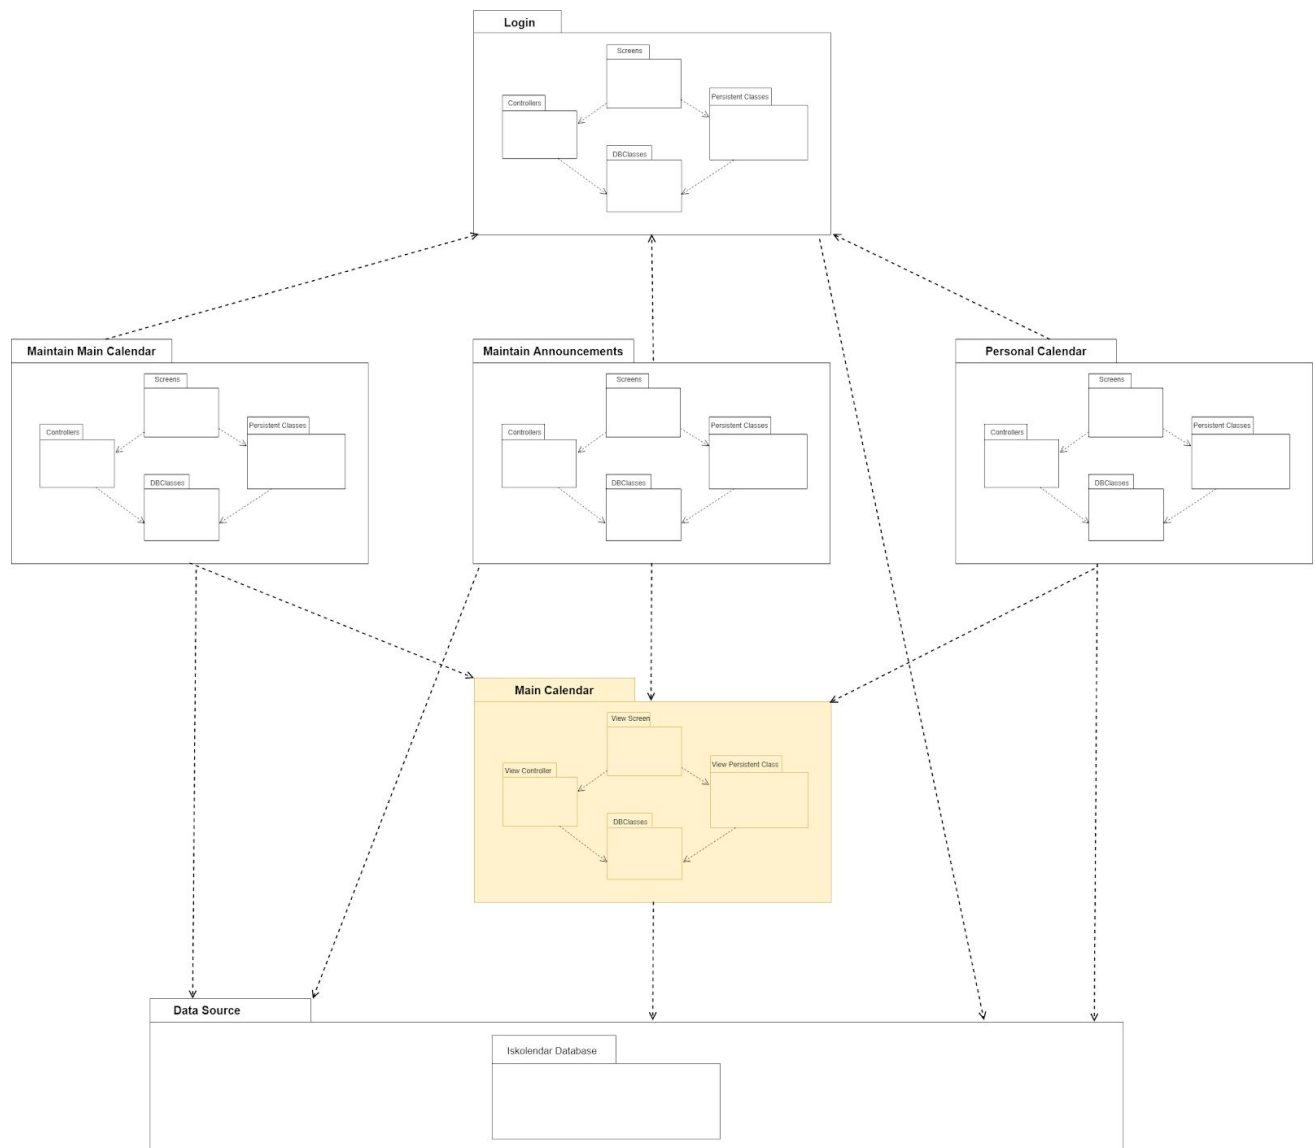 Login
Screens
Persistent Classes
Controllers
DBClasses
Maintain Main Calendar
Screens
Persistent Classes
Controllers
DBClasses
Maintain Announcements
Screens
Persistent Classes
Controllers
DBClasses
Personal Calendar
Screens
Persistent Classes
Controllers
DBClasses
Main Calendar
View Screen
View Persistent Class
View Controller
DBClasses
Data Source
Iskolendar Database